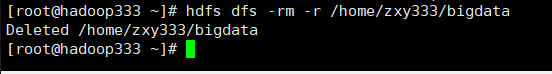 [root@hadoop333 ~]# hdfs dfs -rm -r /home/zxy333/bigdata
Deleted /home/zxy333/bigdata
[root@hadoop333 ~]#